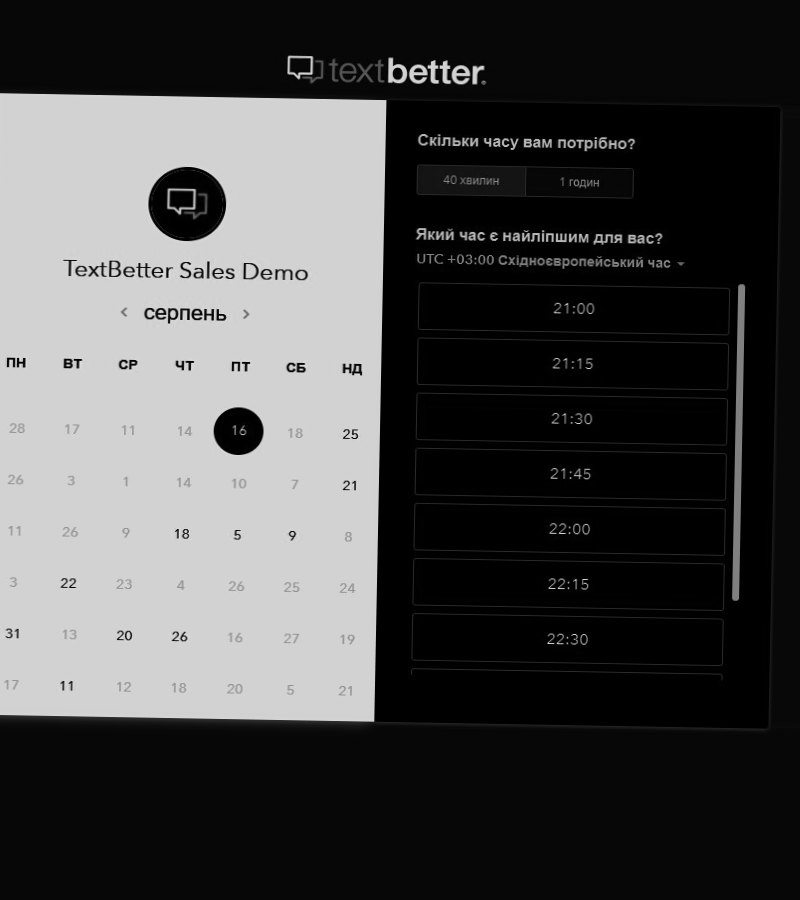 textbetter.
TextBetter Sales Demo
серпень
ПН ВТ СР ЧТ ПТ СБ НД
28 17 11 14 16 18 25
26 3 1 14 10 7 21
11 26 9 18 5 9 8
3 22 23 4 26 25 24
31 13 20 26 16 27 19
17 11 12 18 20 5 21
Скільки часу вам потрібно?
40 хвилин 1 годин
Який час є найліпшим для вас?
UTC +03:00 Східноєвропейський час
21:00
21:15
21:30
21:45
22:00
22:15
22:30